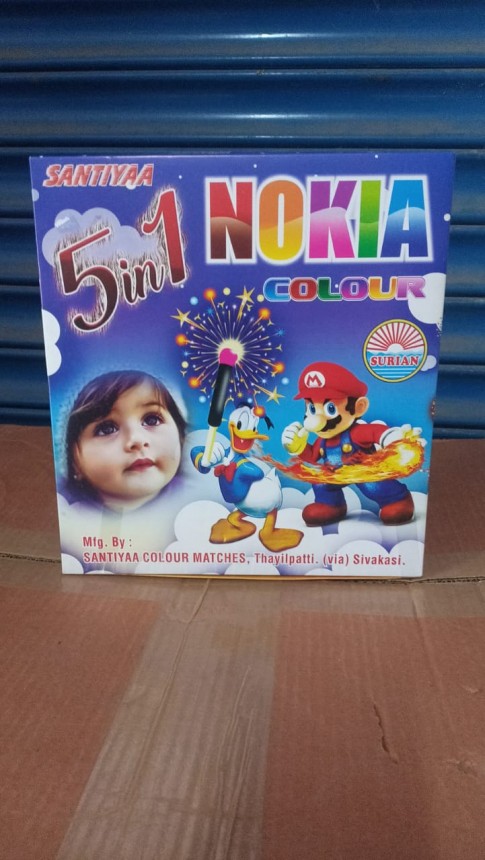 SANTIYAA
5in1
NOKIA
COLOUR
M
SURIAN
Mfg. By :
SANTIYAA COLOUR MATCHES, Thayilpatti. (via) Sivakasi.